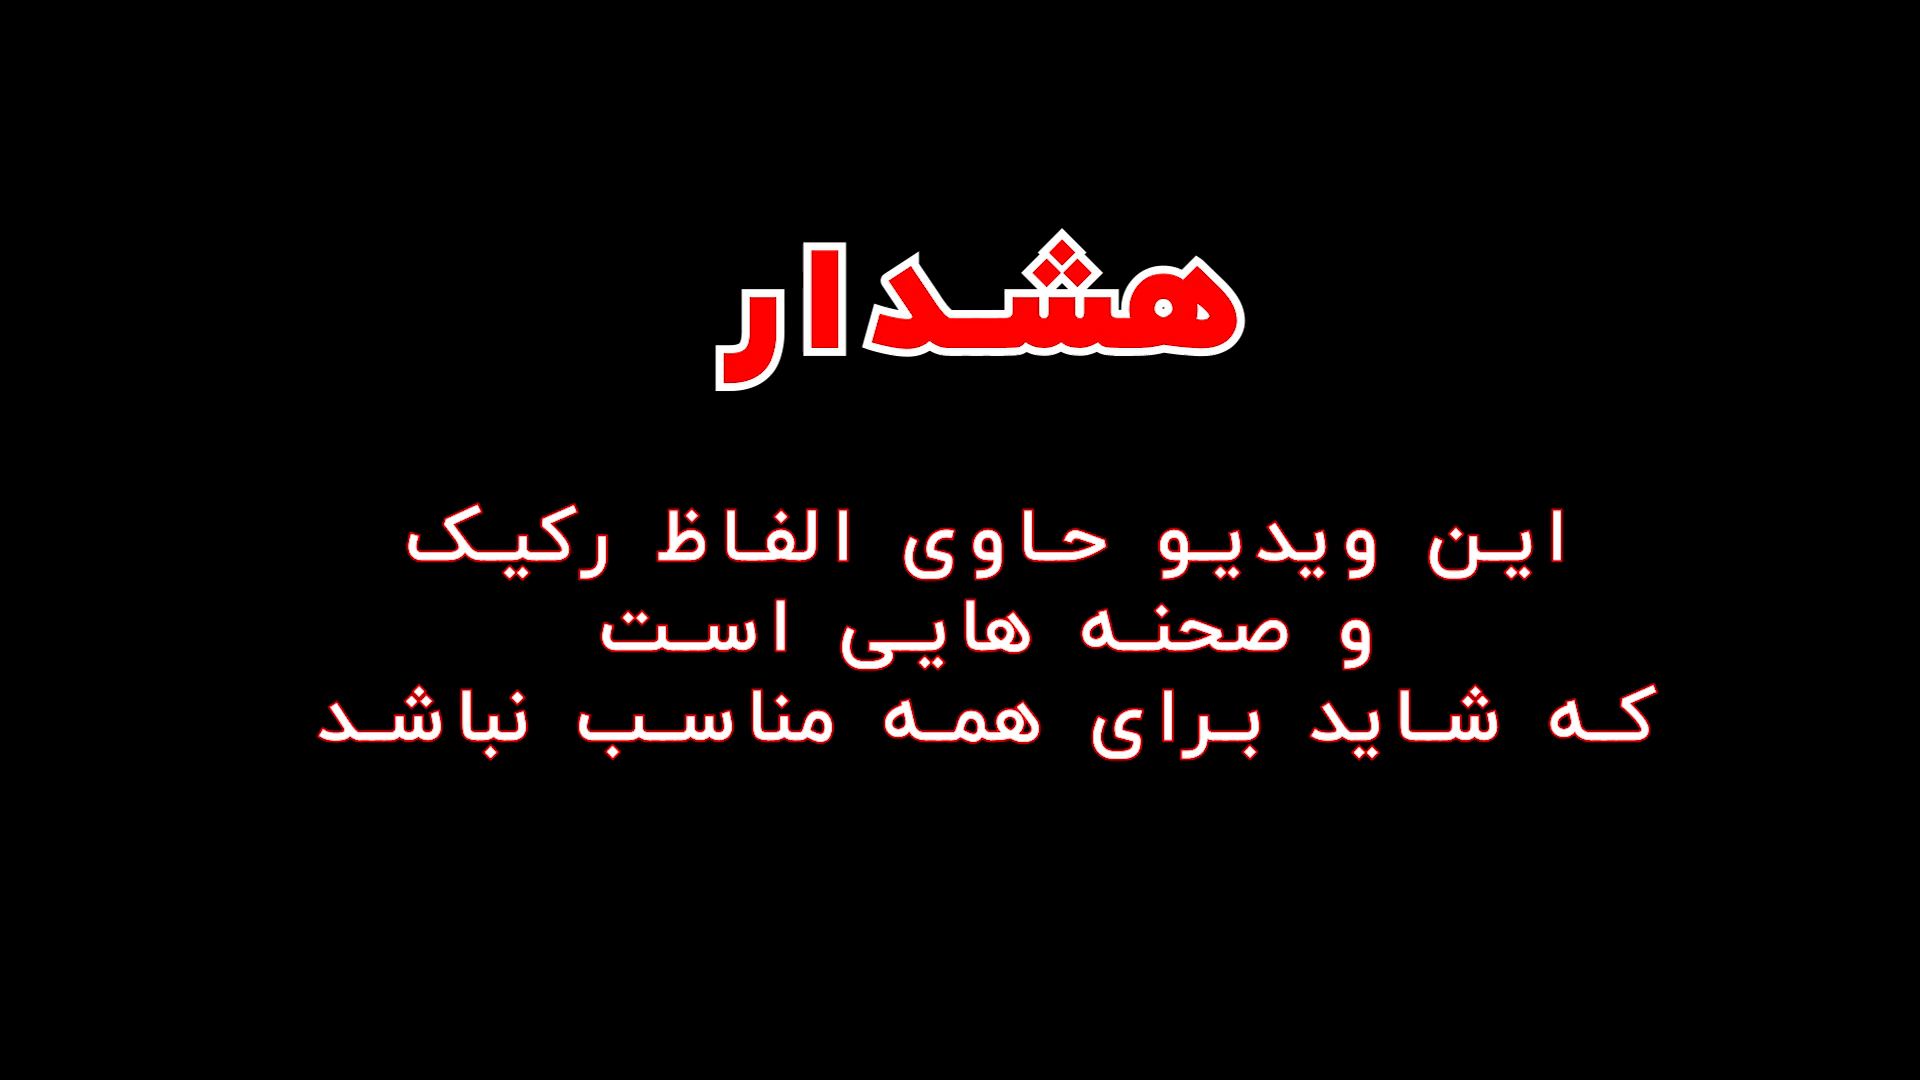 هشدار
این ویدیو حاوی الفاظ رکیک
و صحنه هایی است
که شاید برای همه مناسب نباشد